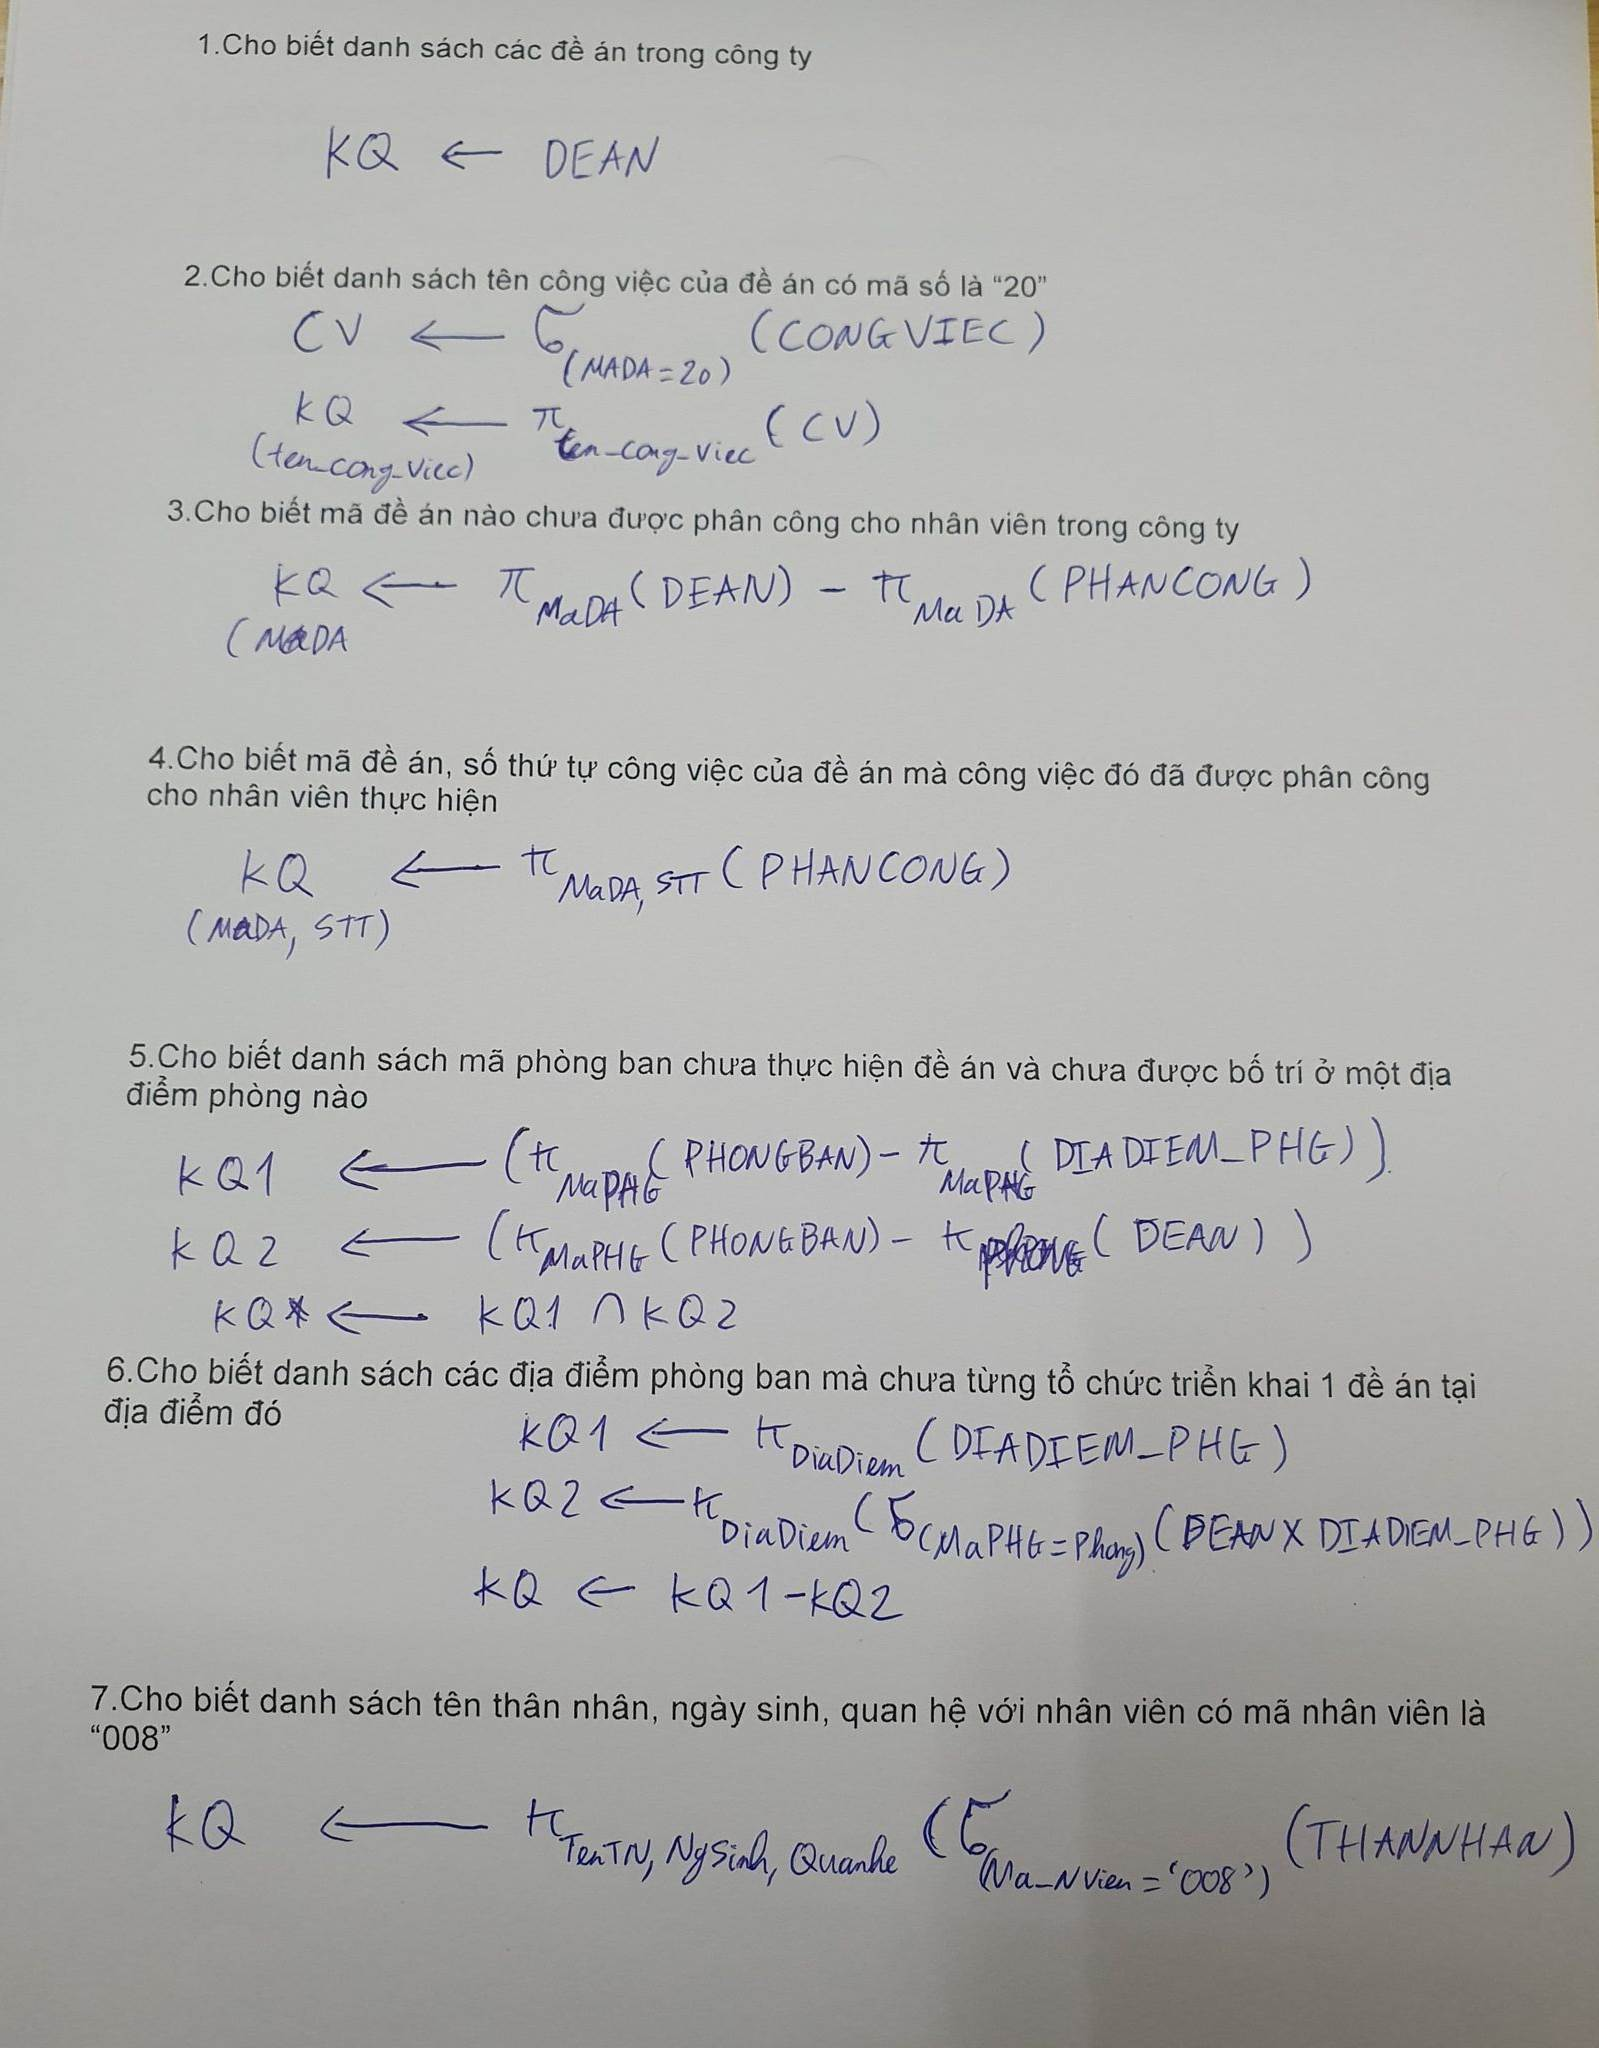 1.Cho biết danh sách các đề án trong công ty
KQ ← DEAN
2.Cho biết danh sách tên công việc của đề án có mã số là “20”
CV ← σ(MADA=20) (CONGVIEC)
KQ(ten_cong_viec) ← π ten_cong_viec (CV)
3.Cho biết mã đề án nào chưa được phân công cho nhân viên trong công ty
KQ(MaDA ← π MaDA (DEAN) – π MaDA (PHANCONG)
4.Cho biết mã đề án, số thứ tự công việc của đề án mà công việc đó đã được phân công
cho nhân viên thực hiện
KQ(MaDA, STT) ← π MaDA, STT (PHANCONG)
5.Cho biết danh sách mã phòng ban chưa thực hiện đề án và chưa được bố trí ở một địa
điểm phòng nào
KQ1 ← (π MaPHG (PHONGBAN) – π MaPHG (DIADIEM_PHG))
KQ2 ← (π MaPHG (PHONGBAN) – π (DEAN))
KQ ← KQ1 ∩ KQ2
6.Cho biết danh sách các địa điểm phòng ban mà chưa từng tổ chức triển khai 1 đề án tại
địa điểm đó
KQ1 ← π DiaDiem (DIADIEM_PHG)
KQ2 ← π DiaDiem (σ(MaPHG=Phong) (DEAN X DIADIEM_PHG))
KQ ← KQ1 – KQ2
7.Cho biết danh sách tên thân nhân, ngày sinh, quan hệ với nhân viên có mã nhân viên là
“008”
KQ ← π TenTN, NgSinh, Quanhe (σ(Ma_NVien=‘008’) (THANNHAN)